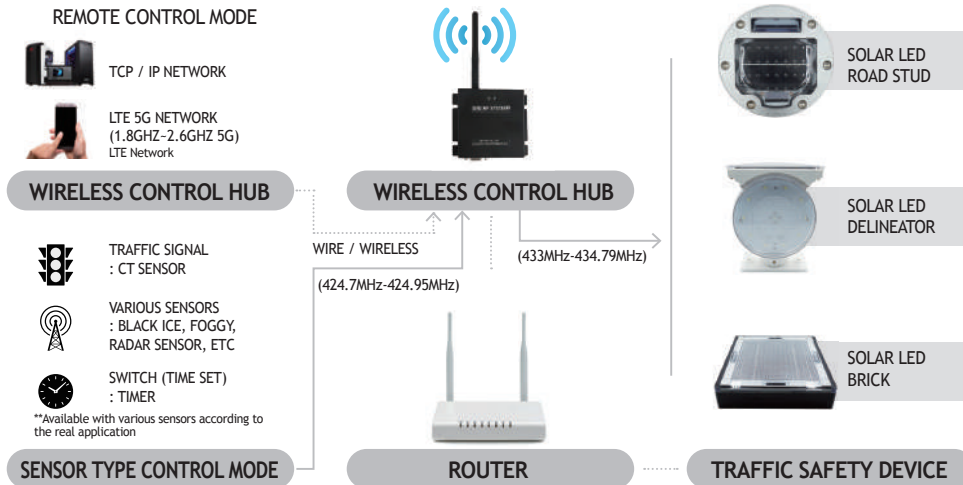 REMOTE CONTROL MODE
TCP / IP NETWORK
LTE 5G NETWORK
(1.8GHZ~2.6GHZ 5G)
LTE Network
WIRELESS CONTROL HUB
TRAFFIC SIGNAL
: CT SENSOR
VARIOUS SENSORS
: BLACK ICE, FOGGY,
RADAR SENSOR, ETC
SWITCH (TIME SET)
: TIMER
**Available with various sensors according to
the real application
SENSOR TYPE CONTROL MODE
WIRELESS CONTROL HUB
WIRE / WIRELESS
(424.7MHz-424.95MHz)
(433MHz-434.79MHz)
ROUTER
SOLAR LED
ROAD STUD
SOLAR LED
DELINEATOR
SOLAR LED
BRICK
TRAFFIC SAFETY DEVICE